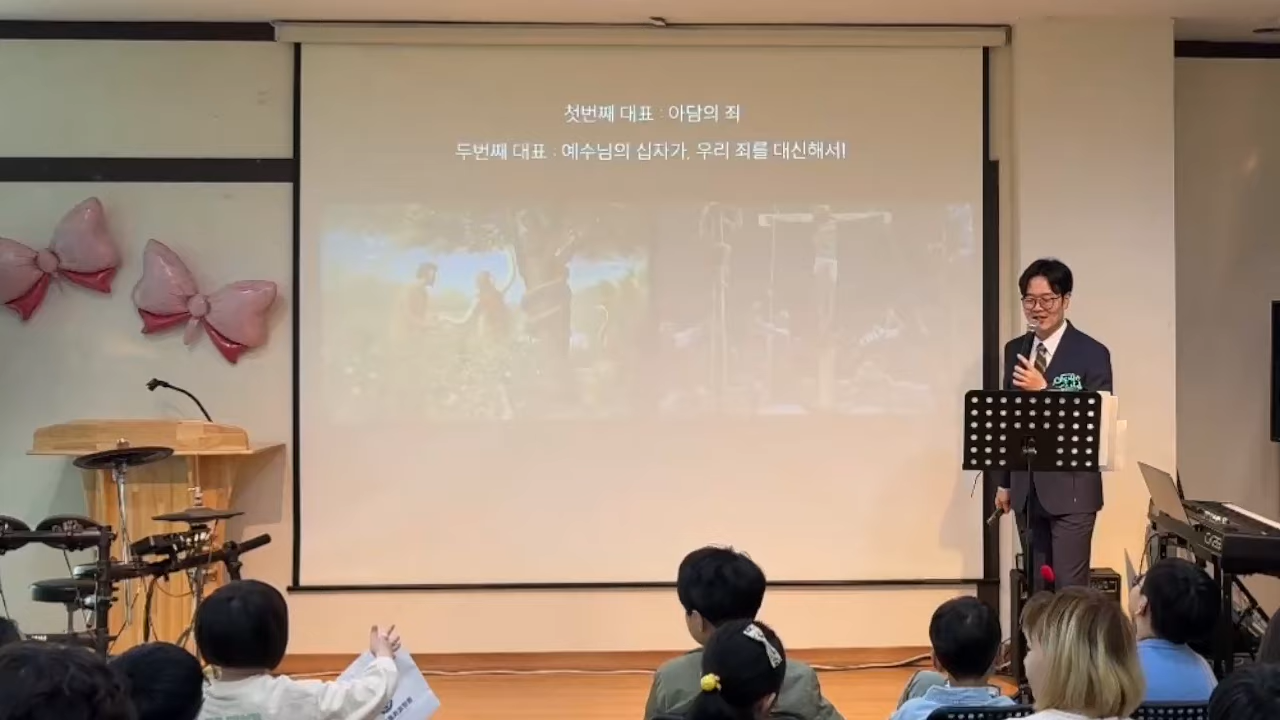 첫번째 대표 : 아담의 죄
두번째 대표 : 예수님의 십자가, 우리 죄를 대신해서!